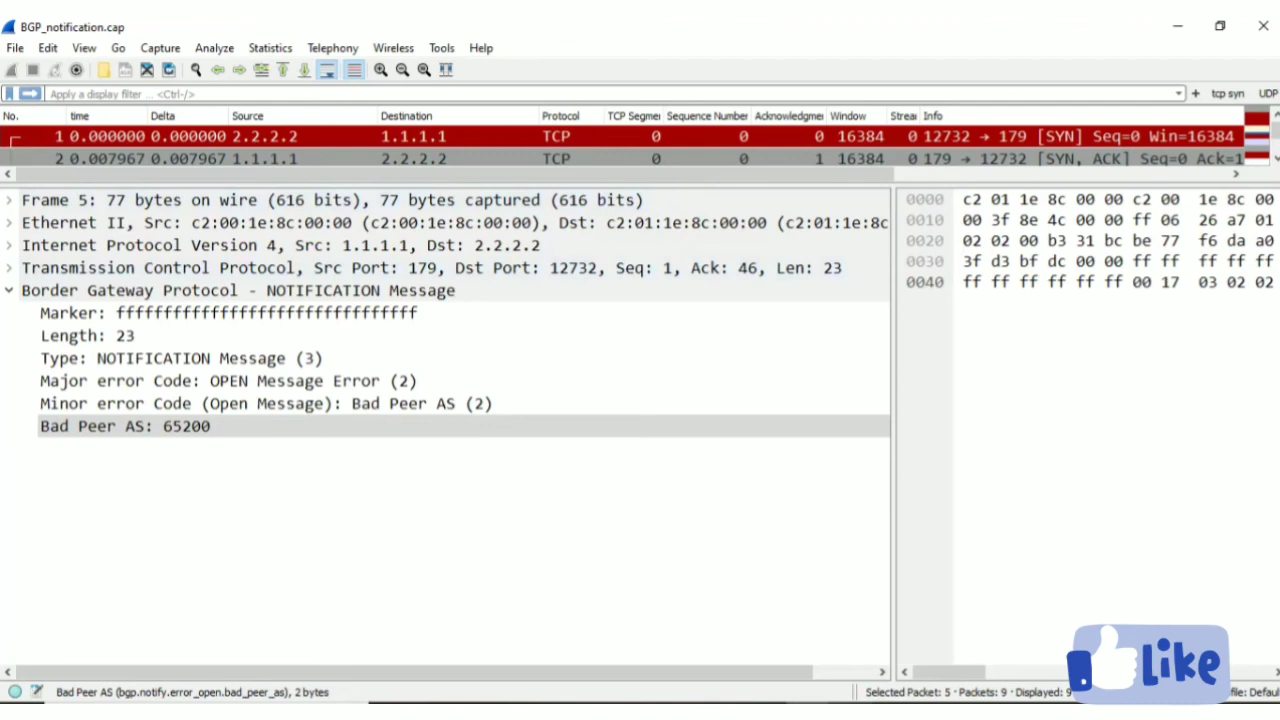 BGP_notification.cap
File Edit View Go Capture Analyze Statistics Telephony Wireless Tools Help
Apply a display filter ... <Ctrl-/>
+ tcp syn UDP
No. time Delta Source Destination Protocol TCP Segme Sequence Number Acknowledgme Window Strea Info
1 0.000000 0.000000 2.2.2.2 1.1.1.1 TCP 0 0 0 16384 0 12732 → 179 [SYN] Seq=0 Win=16384
2 0.007967 0.007967 1.1.1.1 2.2.2.2 TCP 0 0 1 16384 0 179 → 12732 [SYN, ACK] Seq=0 Ack=1
Frame 5: 77 bytes on wire (616 bits), 77 bytes captured (616 bits)
Ethernet II, Src: c2:00:1e:8c:00:00 (c2:00:1e:8c:00:00), Dst: c2:01:1e:8c:00:00 (c2:01:1e:8c
Internet Protocol Version 4, Src: 1.1.1.1, Dst: 2.2.2.2
Transmission Control Protocol, Src Port: 179, Dst Port: 12732, Seq: 1, Ack: 46, Len: 23
Border Gateway Protocol - NOTIFICATION Message
Marker: ffffffffffffffffffffffffffffffff
Length: 23
Type: NOTIFICATION Message (3)
Major error Code: OPEN Message Error (2)
Minor error Code (Open Message): Bad Peer AS (2)
Bad Peer AS: 65200
0000 c2 01 1e 8c 00 00 c2 00 1e 8c 00
0010 00 3f 8e 4c 00 00 ff 06 26 a7 01
0020 02 02 00 b3 31 bc be 77 f6 da a0
0030 3f d3 bf dc 00 00 ff ff ff ff ff
0040 ff ff ff ff ff ff 00 17 03 02 02
Bad Peer AS (bgp.notify.error_open.bad_peer_as), 2 bytes
Selected Packet: 5 · Packets: 9 · Displayed: 9
file: Defaul
Like